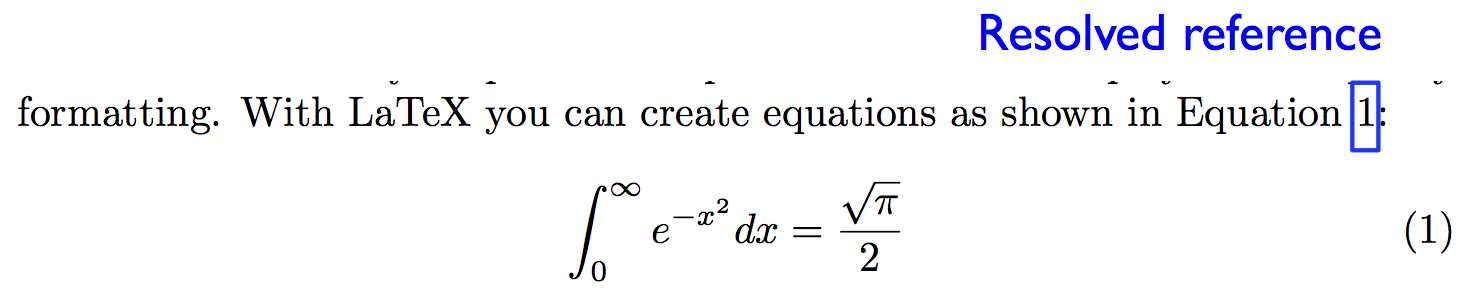 Resolved reference
formatting. With LaTeX you can create equations as shown in Equation 1:
∫₀^∞ e^{-x²} dx = √π / 2 (1)